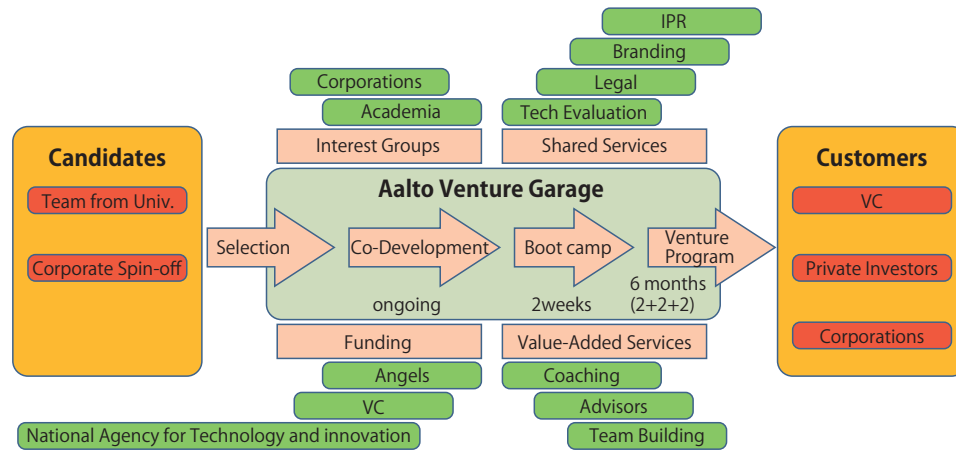 IPR
Branding
Corporations
Legal
Academia
Tech Evaluation
Candidates
Interest Groups
Shared Services
Customers
Team from Univ.
Aalto Venture Garage
VC
Selection
Co-Development
Boot camp
Venture
Program
Corporate Spin-off
Private Investors
ongoing
2weeks
6 months
(2+2+2)
Funding
Value-Added Services
Corporations
Angels
Coaching
VC
Advisors
National Agency for Technology and innovation
Team Building